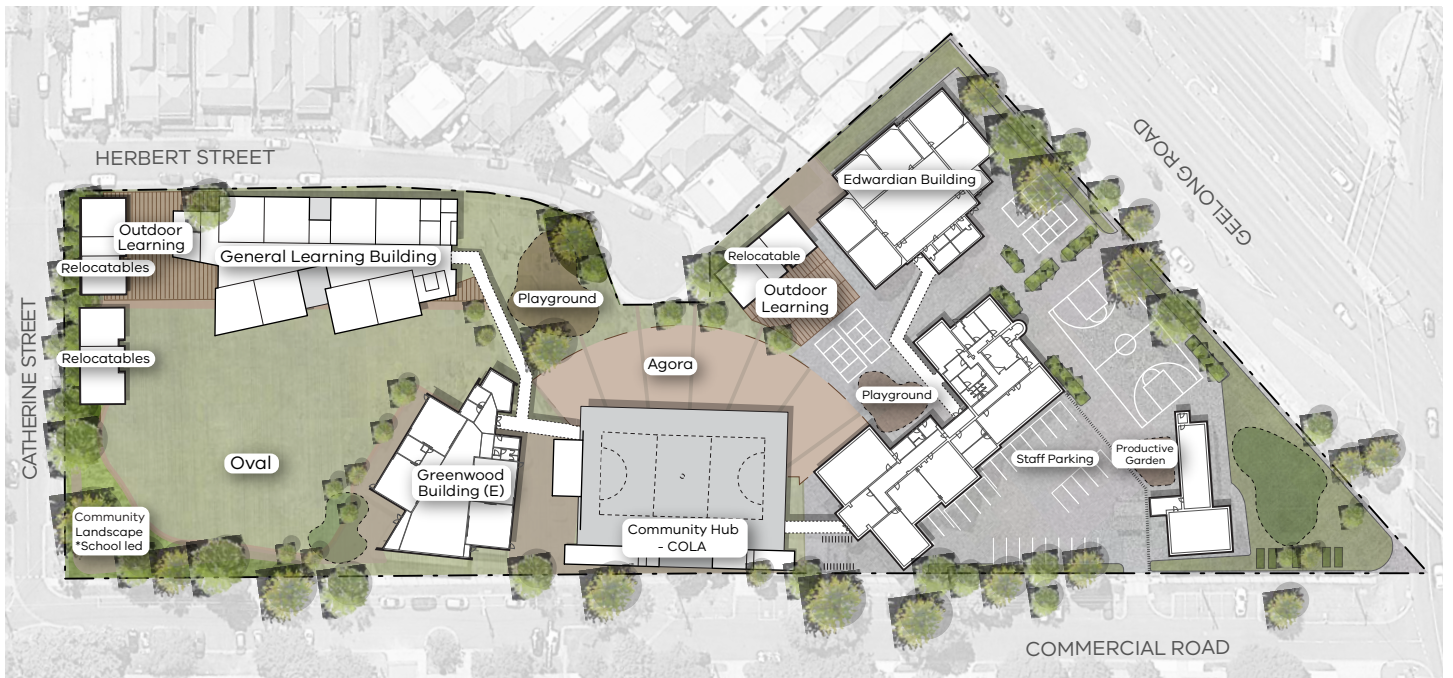 HERBERT STREET
GEELONG ROAD
CATHERINE STREET
COMMERCIAL ROAD
Outdoor
Learning
Relocatables
General Learning Building
Relocatables
Playground
Oval
Community
Landscape
*School led
Greenwood
Building (E)
Agora
Community Hub
- COLA
Edwardian Building
Relocatable
Outdoor
Learning
Playground
Staff Parking
Productive
Garden